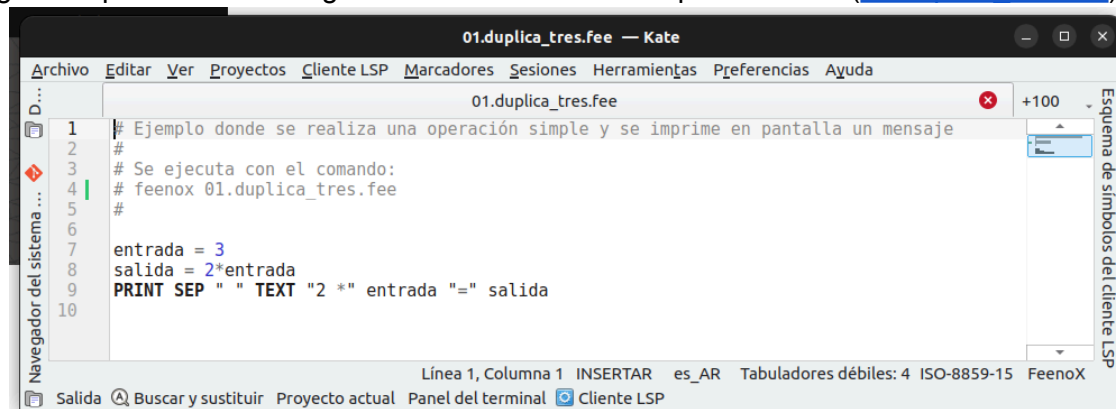 01.duplica_tres.fee — Kate
Archivo Editar Ver Proyectos Cliente LSP Marcadores Sesiones Herramientas Preferencias Ayuda
D...
01.duplica_tres.fee
+100
1 # Ejemplo donde se realiza una operación simple y se imprime en pantalla un mensaje
2 #
3 # Se ejecuta con el comando:
4 # feenox 01.duplica_tres.fee
5 #
6
7 entrada = 3
8 salida = 2*entrada
9 PRINT SEP " " TEXT "2 *" entrada "=" salida
10
Navegador del sistema ...
Esquema de símbolos del cliente LSP
Línea 1, Columna 1 INSERTAR es_AR Tabuladores débiles: 4 ISO-8859-15 FeenoX
Salida Buscar y sustituir Proyecto actual Panel del terminal Cliente LSP